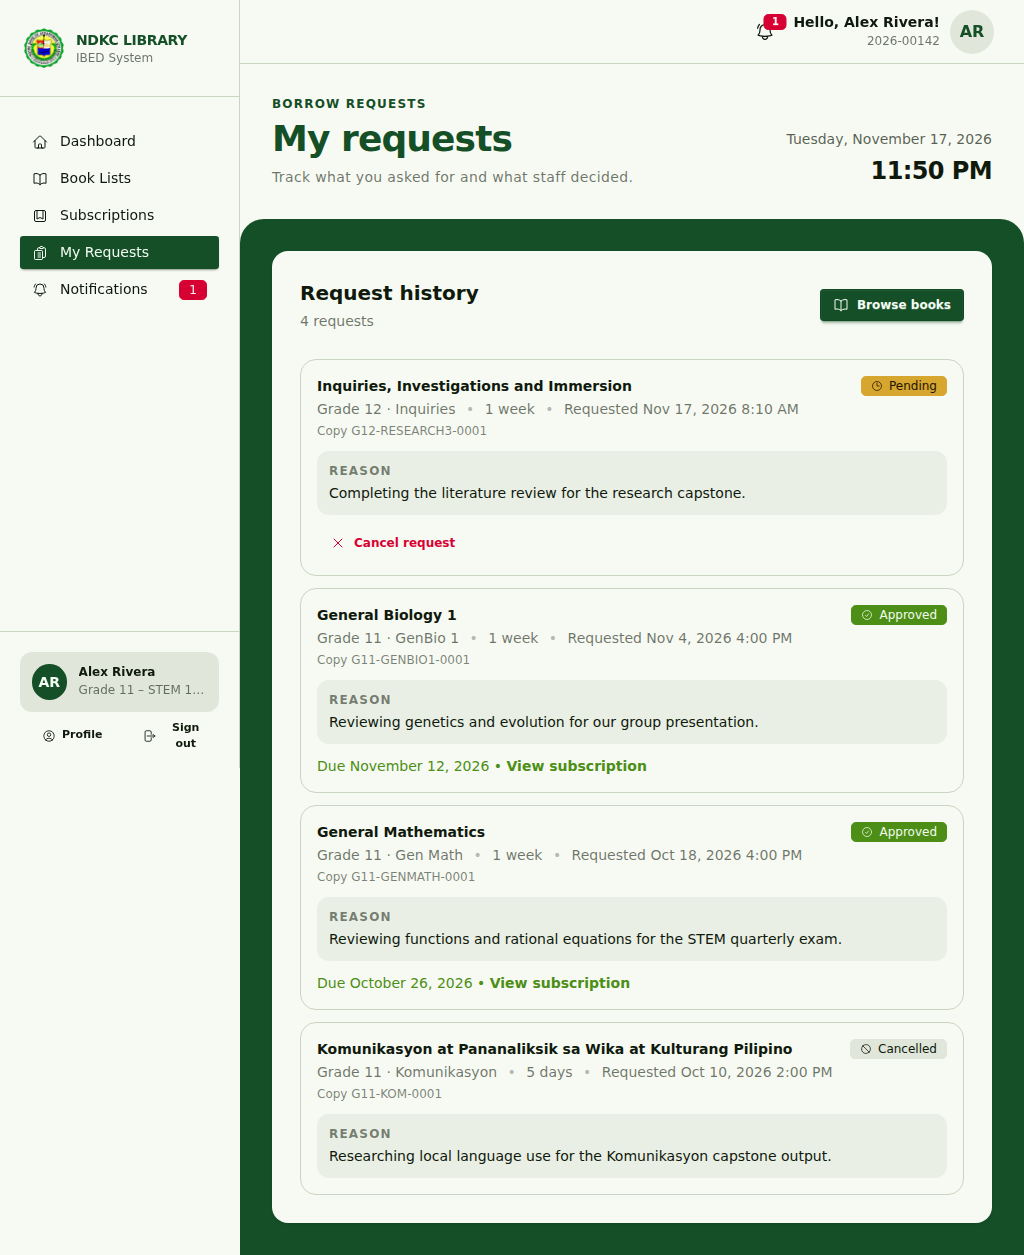 NDKC LIBRARY
IBED System
Dashboard
Book Lists
Subscriptions
My Requests
Notifications 1
Alex Rivera
AR
Grade 11 – STEM 1...
Profile
Sign out
1
Hello, Alex Rivera!
2026-00142
AR
BORROW REQUESTS
My requests
Track what you asked for and what staff decided.
Tuesday, November 17, 2026
11:50 PM
Request history
4 requests
Browse books
Inquiries, Investigations and Immersion
Pending
Grade 12 · Inquiries • 1 week • Requested Nov 17, 2026 8:10 AM
Copy G12-RESEARCH3-0001
REASON
Completing the literature review for the research capstone.
Cancel request
General Biology 1
Approved
Grade 11 · GenBio 1 • 1 week • Requested Nov 4, 2026 4:00 PM
Copy G11-GENBIO1-0001
REASON
Reviewing genetics and evolution for our group presentation.
Due November 12, 2026 • View subscription
General Mathematics
Approved
Grade 11 · Gen Math • 1 week • Requested Oct 18, 2026 4:00 PM
Copy G11-GENMATH-0001
REASON
Reviewing functions and rational equations for the STEM quarterly exam.
Due October 26, 2026 • View subscription
Komunikasyon at Pananaliksik sa Wika at Kulturang Pilipino
Cancelled
Grade 11 · Komunikasyon • 5 days • Requested Oct 10, 2026 2:00 PM
Copy G11-KOM-0001
REASON
Researching local language use for the Komunikasyon capstone output.